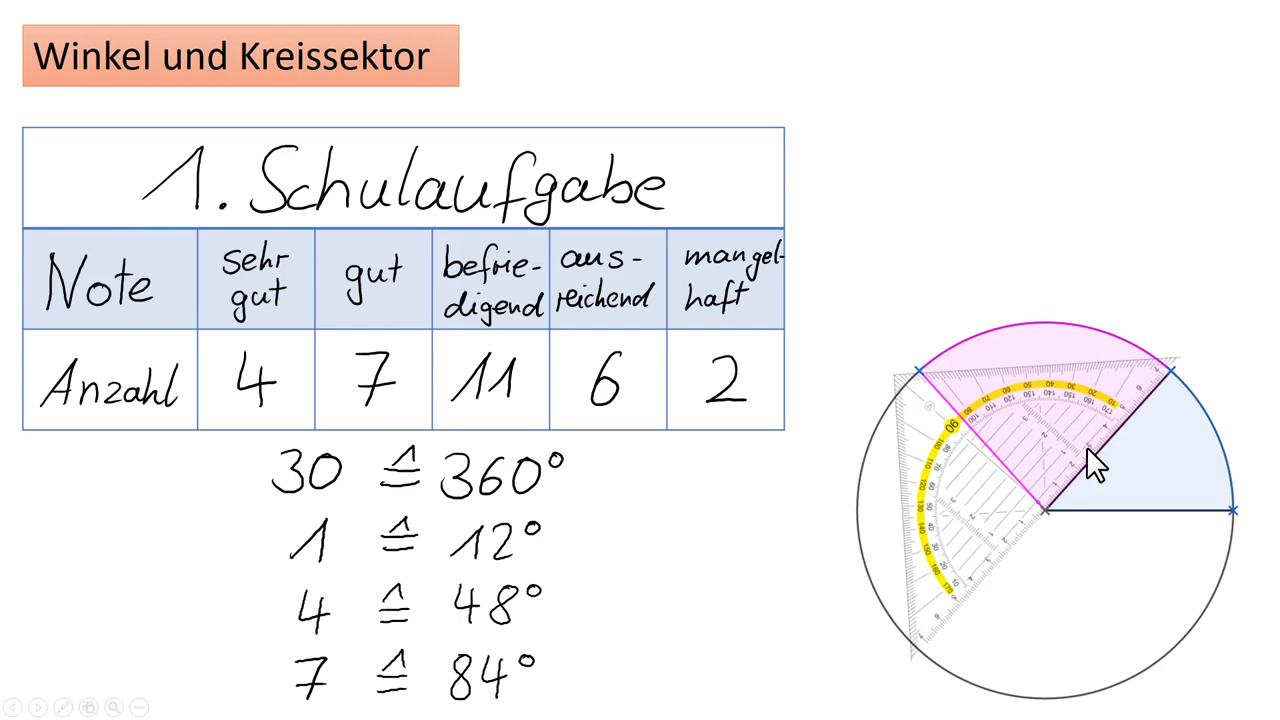 Winkel und Kreissektor
1. Schulaufgabe
Note sehr gut gut befrie-digend aus-reichend mangel-haft
Anzahl 4 7 11 6 2
30 ≙ 360°
1 ≙ 12°
4 ≙ 48°
7 ≙ 84°